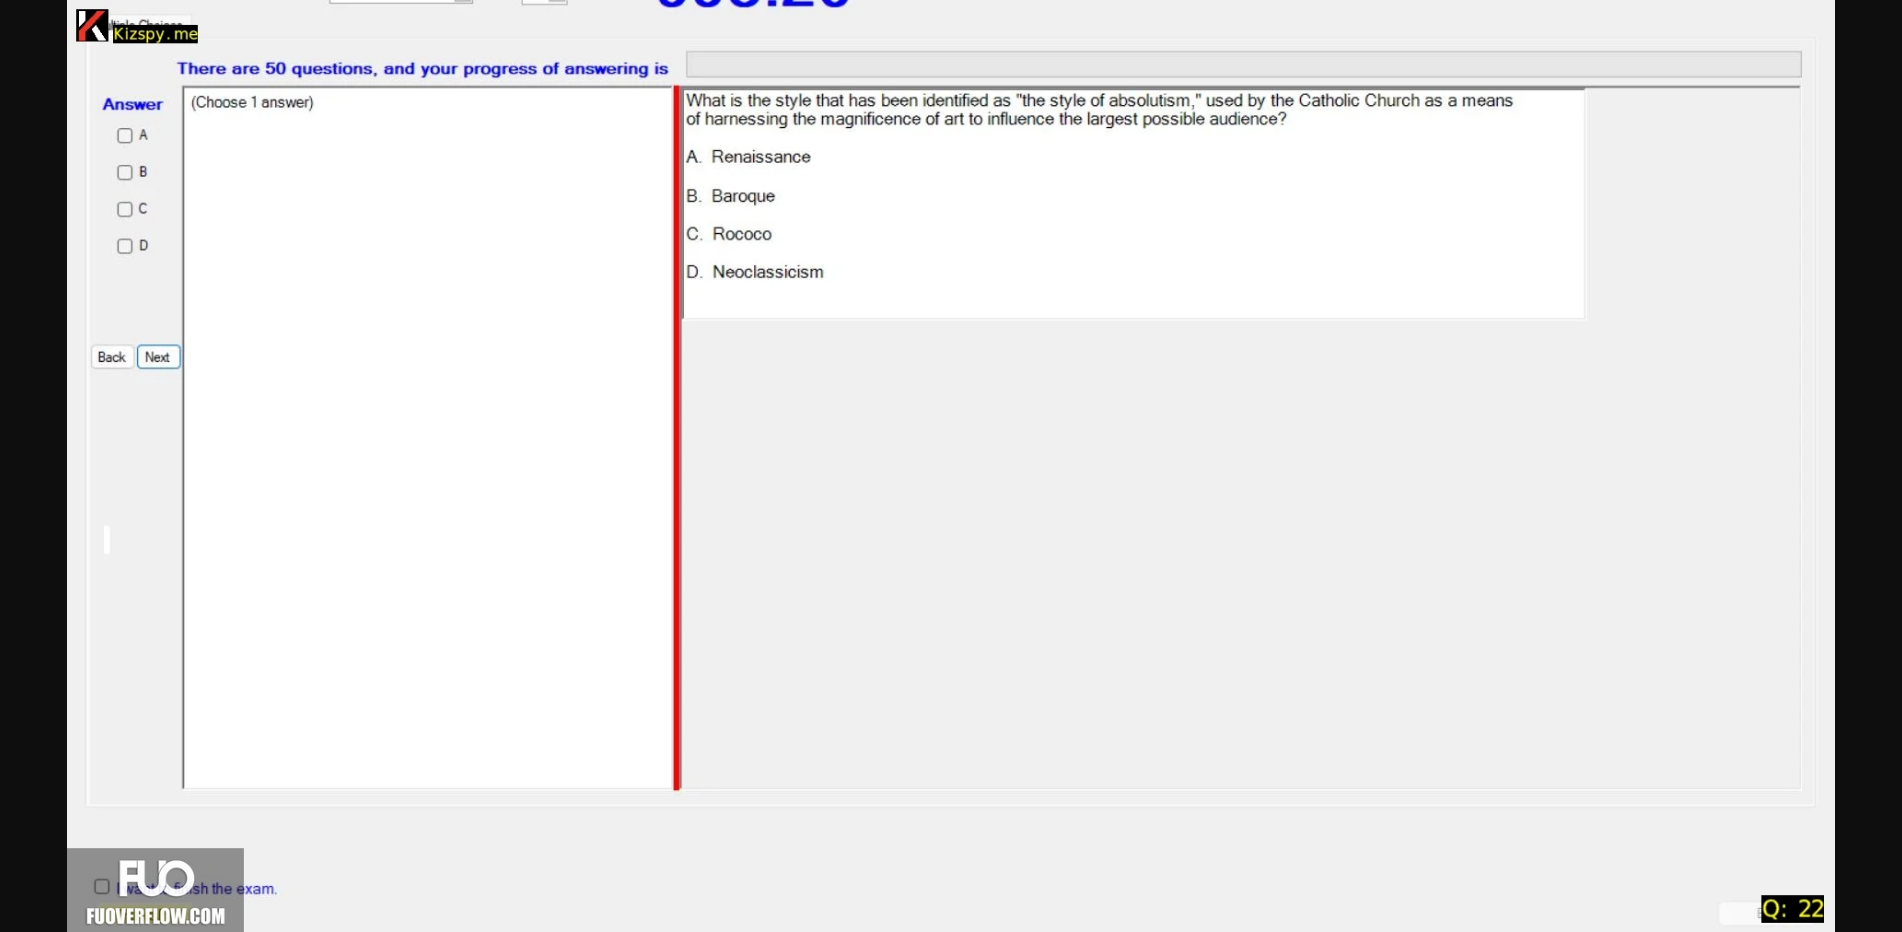 Kizspy.me
There are 50 questions, and your progress of answering is
Answer
(Choose 1 answer)
A
B
C
D
Back
Next
What is the style that has been identified as "the style of absolutism," used by the Catholic Church as a means
of harnessing the magnificence of art to influence the largest possible audience?
A. Renaissance
B. Baroque
C. Rococo
D. Neoclassicism
FUO
the exam.
FUOVERFLOW.COM
Q: 22